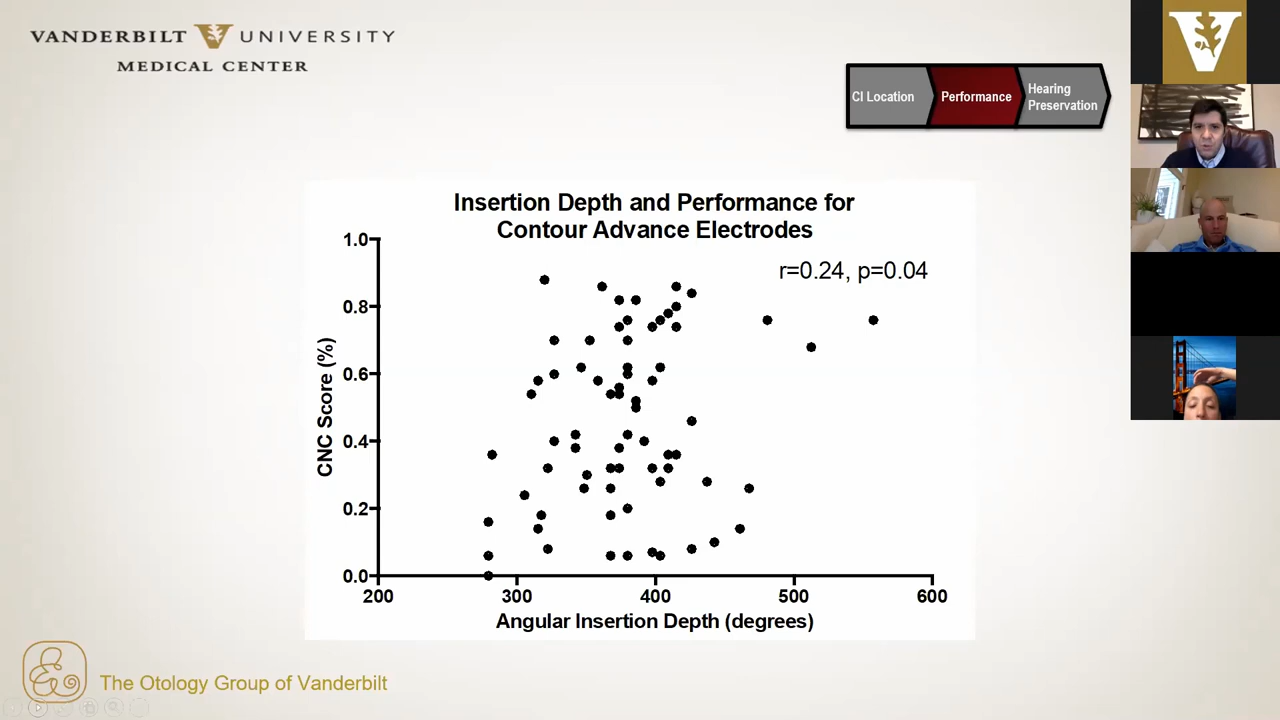 VANDERBILT V UNIVERSITY
MEDICAL CENTER
CI Location
Performance
Hearing
Preservation
Insertion Depth and Performance for
Contour Advance Electrodes
r=0.24, p=0.04
CNC Score (%)
1.0
0.8
0.6
0.4
0.2
0.0
200 300 400 500 600
Angular Insertion Depth (degrees)
The Otology Group of Vanderbilt
V